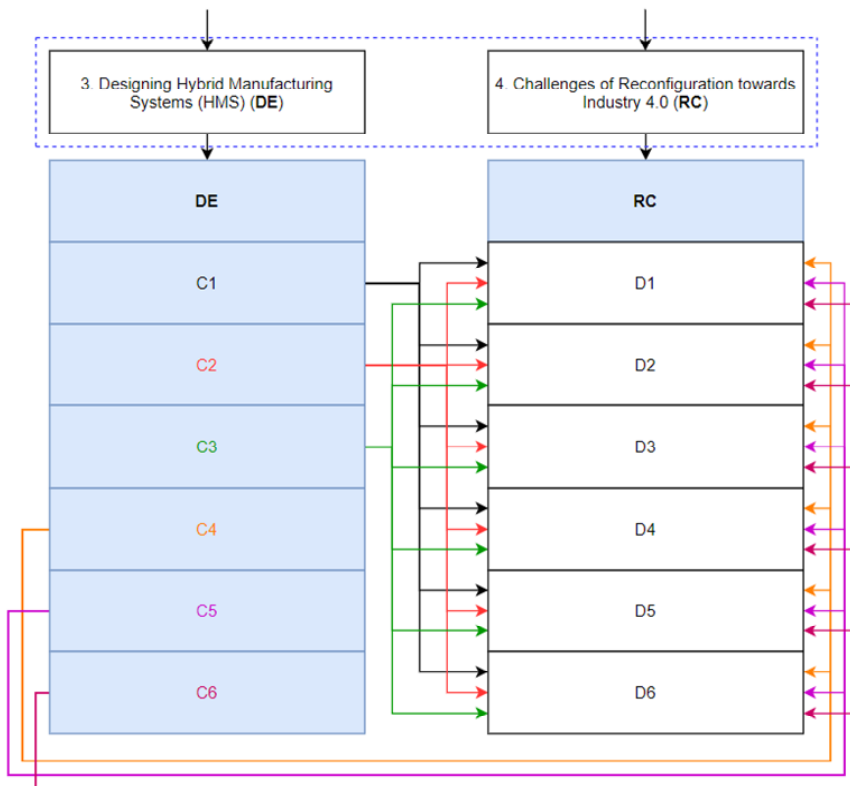 3. Designing Hybrid Manufacturing
Systems (HMS) (DE)
4. Challenges of Reconfiguration towards
Industry 4.0 (RC)
DE
RC
C1
D1
C2
D2
C3
D3
C4
D4
C5
D5
C6
D6